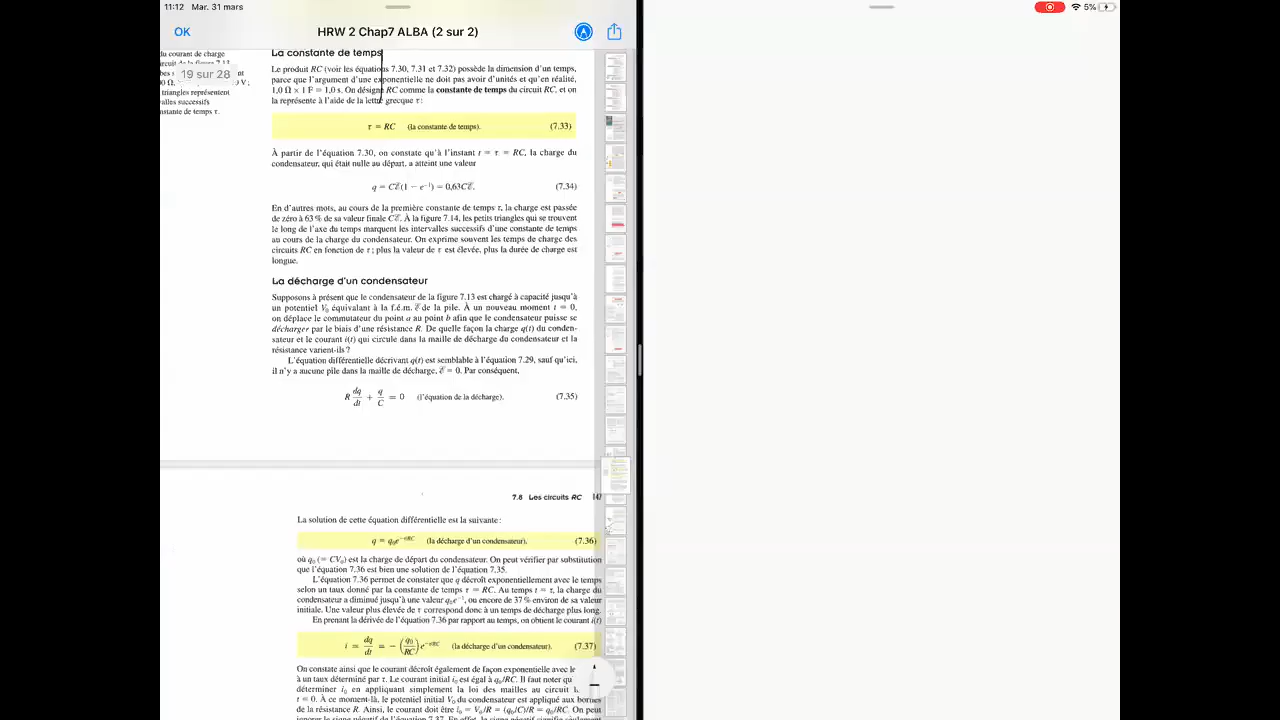 11:12 Mar. 31 mars
5%
OK
HRW 2 Chap7 ALBA (2 sur 2)
du courant de charge
19 sur 28
triangles représentent
valles successifs
nstante de temps τ.
La constante de temps
Le produit RC (voir les équations 7.30, 7.31 et 7.32) possède la dimension d'un temps,
parce que l'argument d'une exponentielle ne doit pas avoir d'unités et qu'en réalité,
1,0 Ω × 1 F = 1,0 s. On désigne RC comme la constante de temps du circuit RC, et on
la représente à l'aide de la lettre grecque τ :
τ = RC (la constante de temps). (7.33)
À partir de l'équation 7.30, on constate qu'à l'instant t = τ = RC, la charge du
condensateur, qui était nulle au départ, a atteint une valeur
q = Cℰ(1 − e⁻¹) = 0,63Cℰ. (7.34)
En d'autres mots, au cours de la première constante de temps τ, la charge est passée
de zéro à 63 % de sa valeur finale Cℰ. À la figure 7.14, les petits triangles qui se trouvent
le long de l'axe du temps marquent les intervalles successifs d'une constante de temps
au cours de la charge du condensateur. On exprime souvent les temps de charge des
circuits RC en fonction de τ ; plus la valeur de τ est élevée, plus la durée de charge est
longue.
La décharge d'un condensateur
Supposons à présent que le condensateur de la figure 7.13 est chargé à capacité jusqu'à
un potentiel V₀ équivalant à la f.é.m. ℰ de la pile. À un nouveau moment t = 0,
on déplace le commutateur du point a au point b afin que le condensateur puisse se
décharger par le biais d'une résistance R. De quelle façon la charge q(t) du conden-
sateur et le courant i(t) qui circule dans la maille de décharge du condensateur et la
résistance varient-ils ?
L'équation différentielle décrivant q(t) est semblable à l'équation 7.29, sauf qu'ici,
il n'y a aucune pile dans la maille de décharge, ℰ = 0. Par conséquent,
R dq/dt + q/C = 0 (l'équation de la décharge). (7.35)
7.8 Les circuits RC
La solution de cette équation différentielle est la suivante :
q = q₀e^(−t/RC) (la décharge d'un condensateur), (7.36)
où q₀ (= CV₀) est la charge de départ du condensateur. On peut vérifier par substitution
que l'équation 7.36 est bien une solution de l'équation 7.35.
L'équation 7.36 permet de constater que q décroît exponentiellement avec le temps
selon un taux donné par la constante de temps τ = RC. Au temps t = τ, la charge du
condensateur a diminué jusqu'à une valeur q₀e⁻¹, ou encore de 37 % environ de sa valeur
initiale. Une valeur plus élevée de τ correspond donc à un temps de décharge plus long.
En prenant la dérivée de l'équation 7.36 par rapport au temps, on obtient le courant i(t)
i = dq/dt = −(q₀/RC)e^(−t/RC) (la décharge d'un condensateur). (7.37)
On constate ainsi que le courant décroît également de façon exponentielle avec le
à un taux déterminé par τ. Le courant initial i₀ est égal à q₀/RC. Il faut noter qu
déterminer i₀ en appliquant simplement la loi des mailles au circuit
t = 0. À ce moment-là, le potentiel initial V₀ du condensateur est appliqué aux bornes
de la résistance R. Ainsi, le courant doit être i₀ = V₀/R = (q₀/C)/R = q₀/RC. On peut
ignorer le signe négatif de l'équation 7.37. En effet, le signe négatif signifie seulement